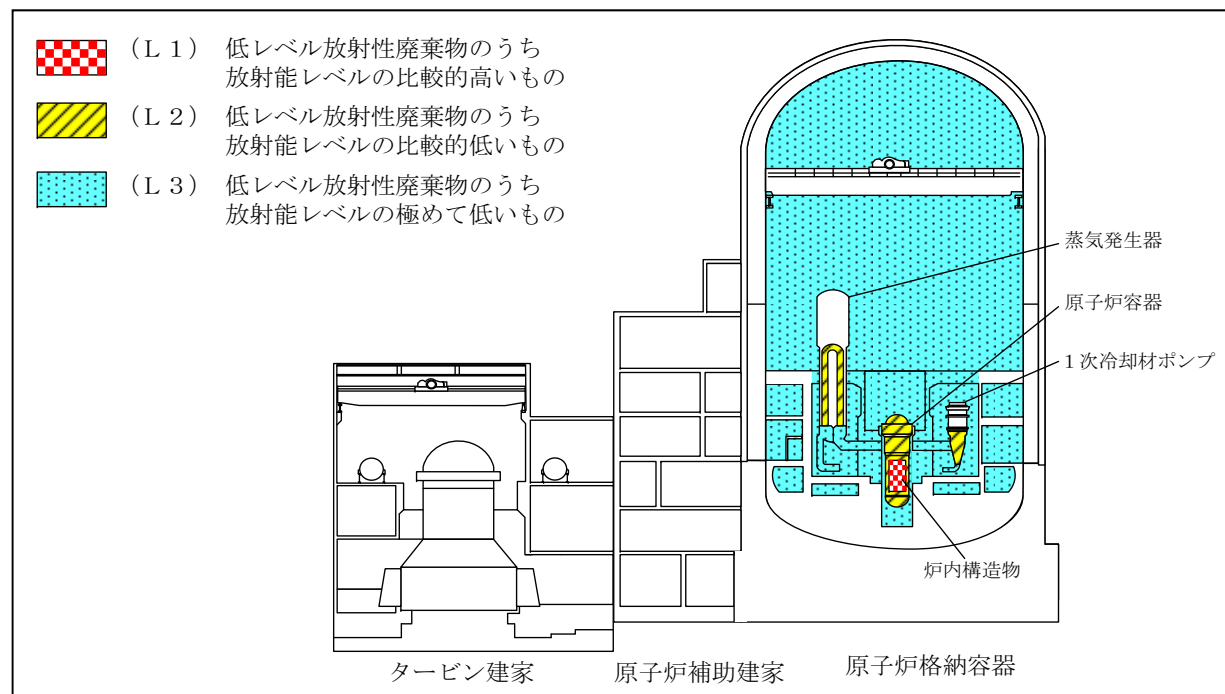 (L1) 低レベル放射性廃棄物のうち
放射能レベルの比較的高いもの
(L2) 低レベル放射性廃棄物のうち
放射能レベルの比較的低いもの
(L3) 低レベル放射性廃棄物のうち
放射能レベルの極めて低いもの
蒸気発生器
原子炉容器
1次冷却材ポンプ
炉内構造物
タービン建家
原子炉補助建家
原子炉格納容器